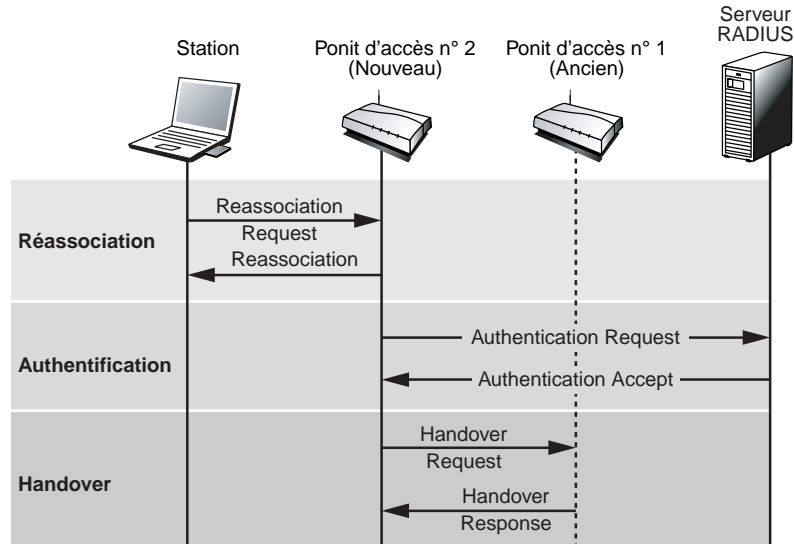 Serveur
RADIUS
Station
Ponit d'accès n° 2
(Nouveau)
Ponit d'accès n° 1
(Ancien)
Réassociation
Reassociation
Request
Reassociation
Authentification
Authentication Request
Authentication Accept
Handover
Handover
Request
Handover
Response